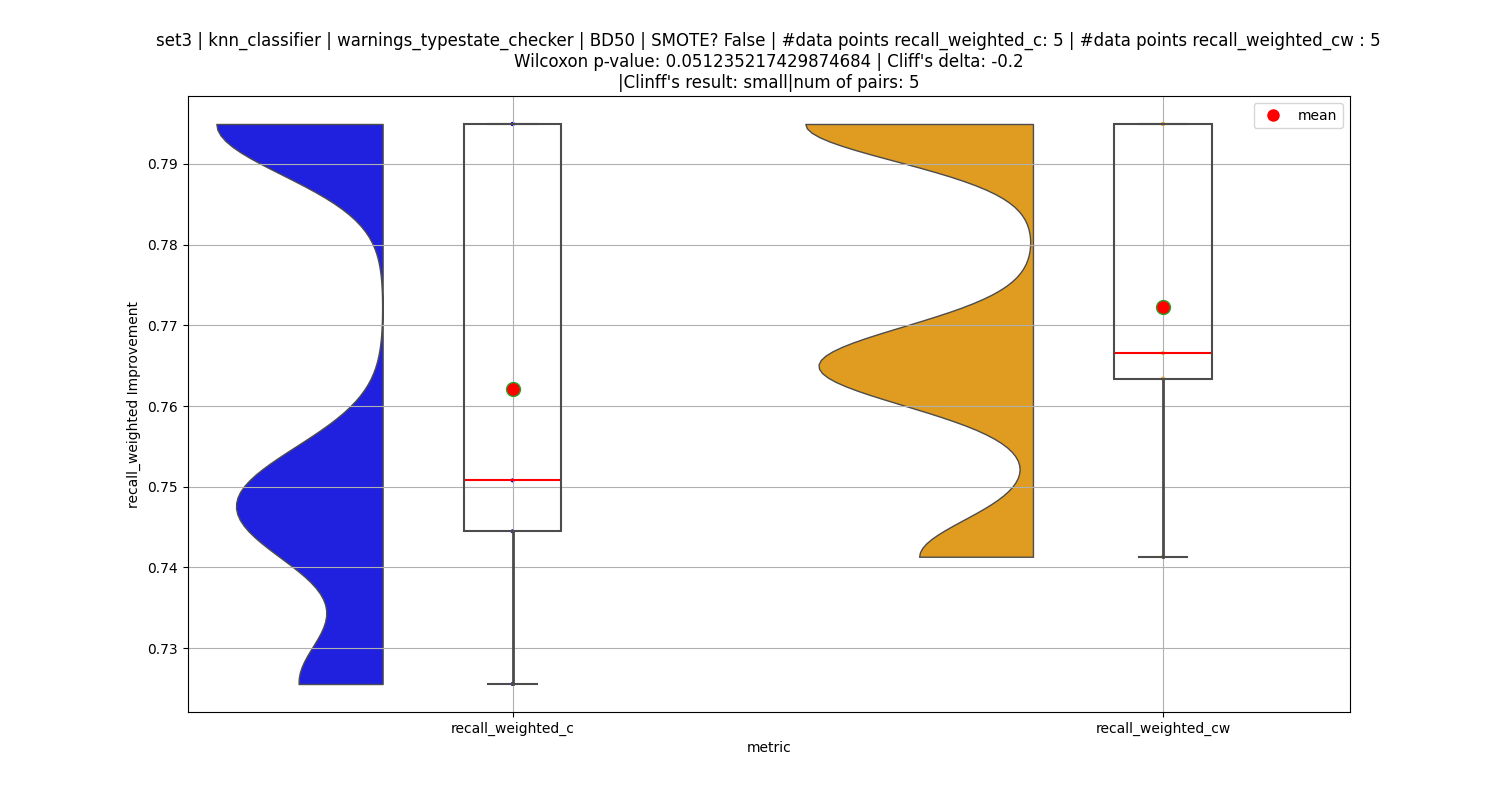 set3 | knn_classifier | warnings_typestate_checker | BD50 | SMOTE? False | #data points recall_weighted_c: 5 | #data points recall_weighted_cw : 5
Wilcoxon p-value: 0.051235217429874684 | Cliff's delta: -0.2
|Clinff's result: small|num of pairs: 5
mean
0.79
0.78
0.77
0.76
0.75
0.74
0.73
recall_weighted Improvement
recall_weighted_c
recall_weighted_cw
metric